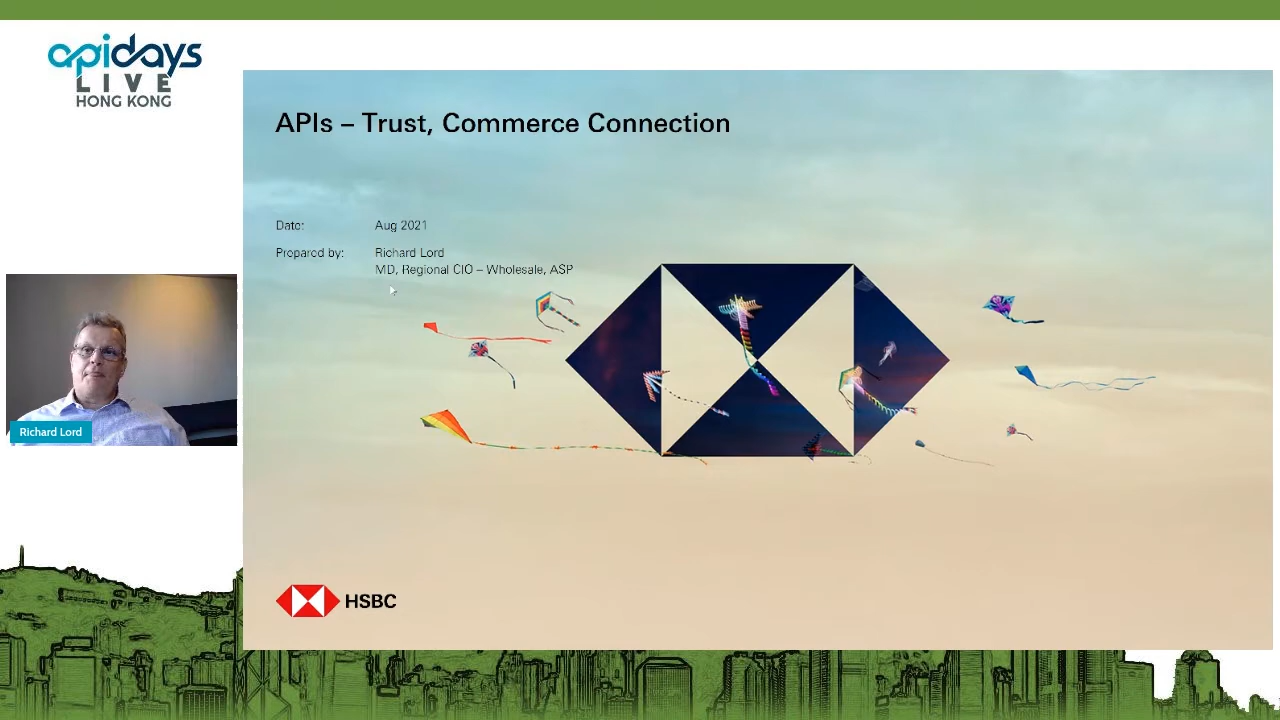 apidays
LIVE
HONG KONG
APIs – Trust, Commerce Connection
Date: Aug 2021
Prepared by: Richard Lord
MD, Regional CIO – Wholesale, ASP
Richard Lord
HSBC